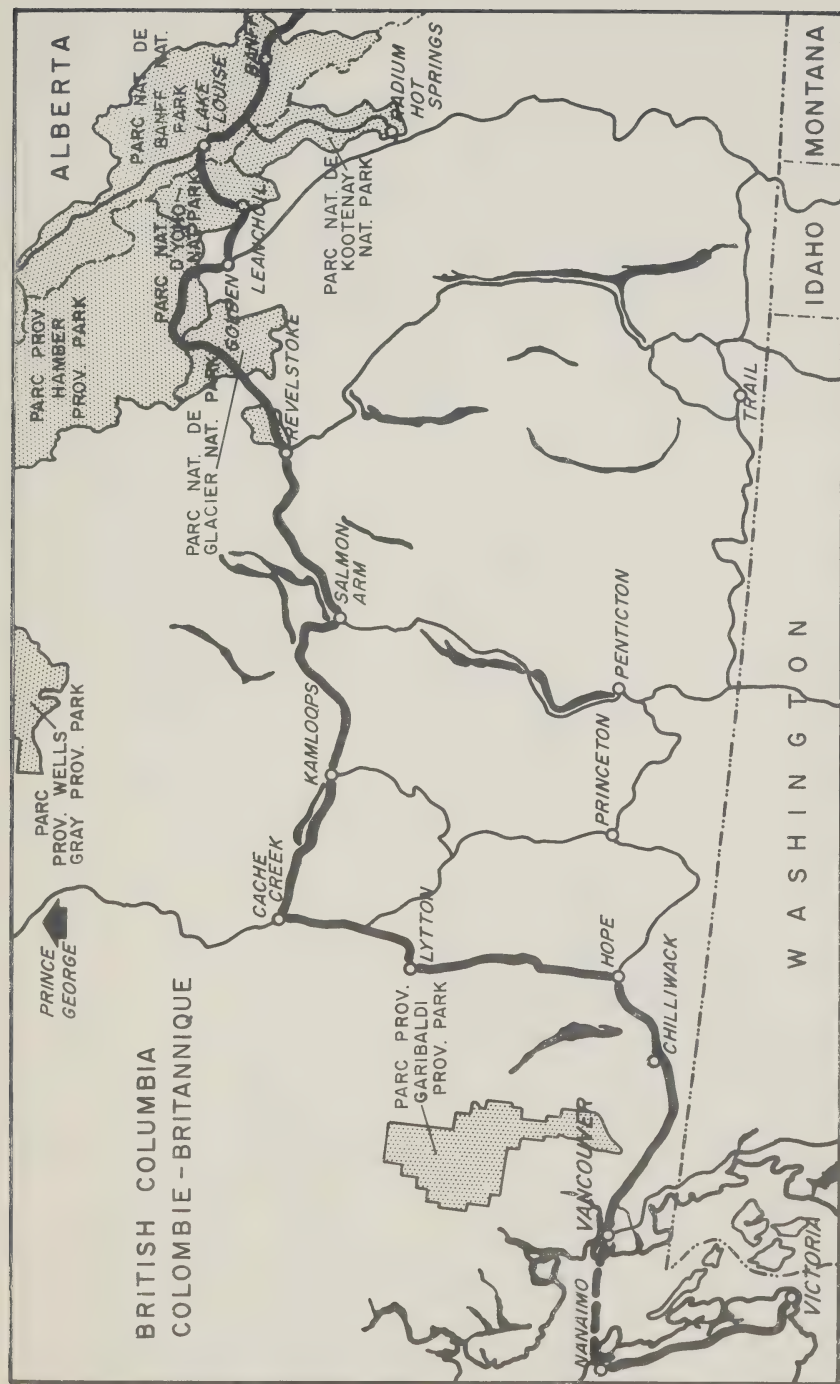 BRITISH COLUMBIA
COLOMBIE-BRITANNIQUE
PRINCE
GEORGE
PARC
PROV. WELLS
GRAY PROV. PARK
PARC PROV.
HAMBER
PROV. PARK
ALBERTA
PARC NAT. DE
BANFF NAT.
PARK
LAKE
LOUISE
BANFF
PARC NAT.
D'YOHO
NAT. PARK
LEANCHOIL
GOLDEN
PARC NAT. DE
KOOTENAY
NAT. PARK
RADIUM
HOT
SPRINGS
PARC NAT. DE
GLACIER NAT. PARK
REVELSTOKE
SALMON
ARM
KAMLOOPS
CACHE
CREEK
LYTTON
PARC PROV.
GARIBALDI
PROV. PARK
HOPE
CHILLIWACK
VANCOUVER
NANAIMO
VICTORIA
PRINCETON
PENTICTON
TRAIL
WASHINGTON
IDAHO
MONTANA